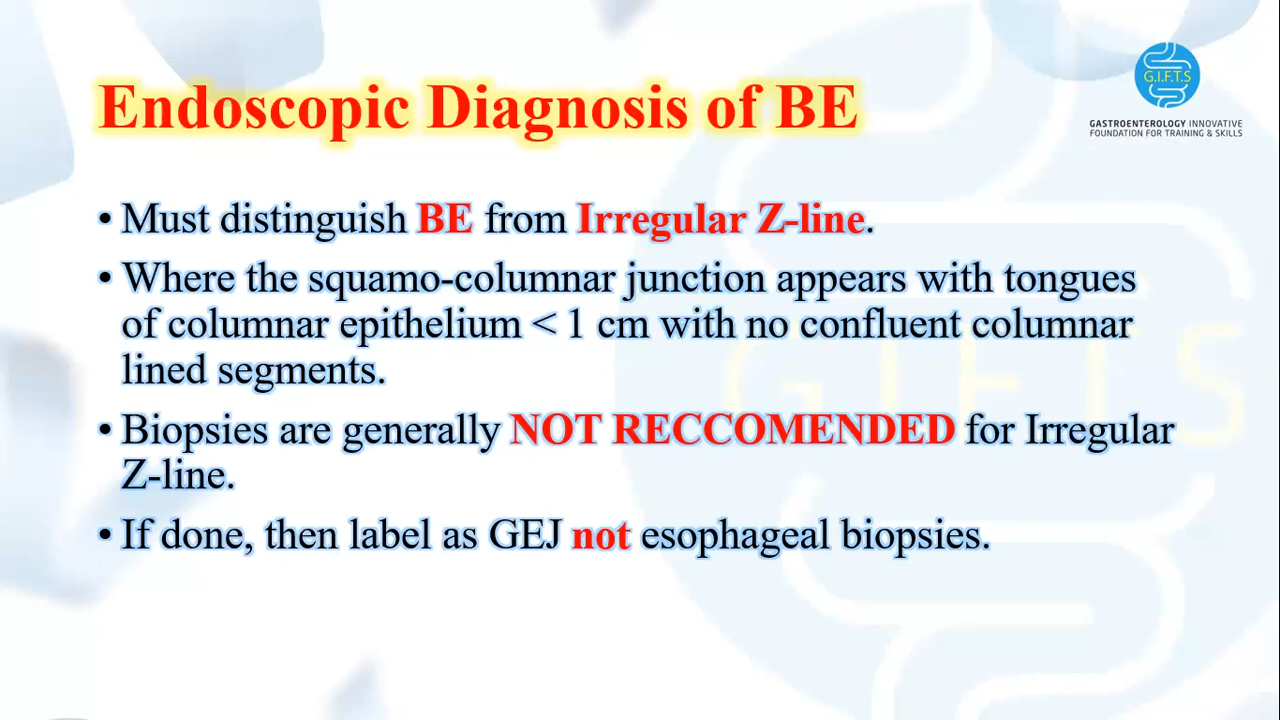 G.I.F.T.S
GASTROENTEROLOGY INNOVATIVE
FOUNDATION FOR TRAINING & SKILLS
Endoscopic Diagnosis of BE
• Must distinguish BE from Irregular Z-line.
• Where the squamo-columnar junction appears with tongues
of columnar epithelium < 1 cm with no confluent columnar
lined segments.
• Biopsies are generally NOT RECCOMENDED for Irregular
Z-line.
• If done, then label as GEJ not esophageal biopsies.
G.I.F.T.S